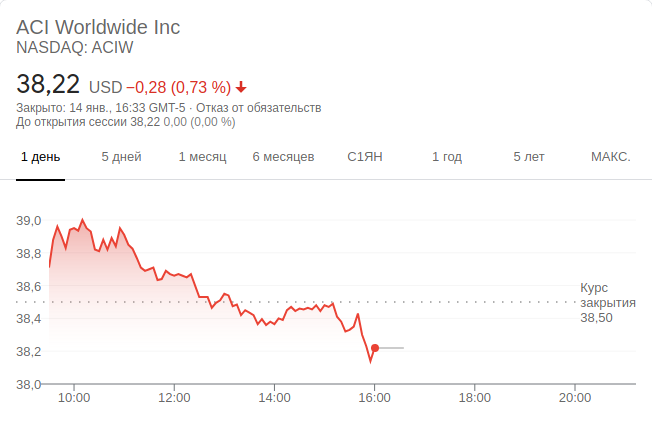 ACI Worldwide Inc
NASDAQ: ACIW
38,22 USD −0,28 (0,73 %)
Закрыто: 14 янв., 16:33 GMT-5 · Отказ от обязательств
До открытия сессии 38,22 0,00 (0,00 %)
1 день 5 дней 1 месяц 6 месяцев С1ЯН 1 год 5 лет МАКС.
39,0
38,8
38,6
38,4
38,2
38,0
Курс
закрытия
38,50
10:00 12:00 14:00 16:00 18:00 20:00